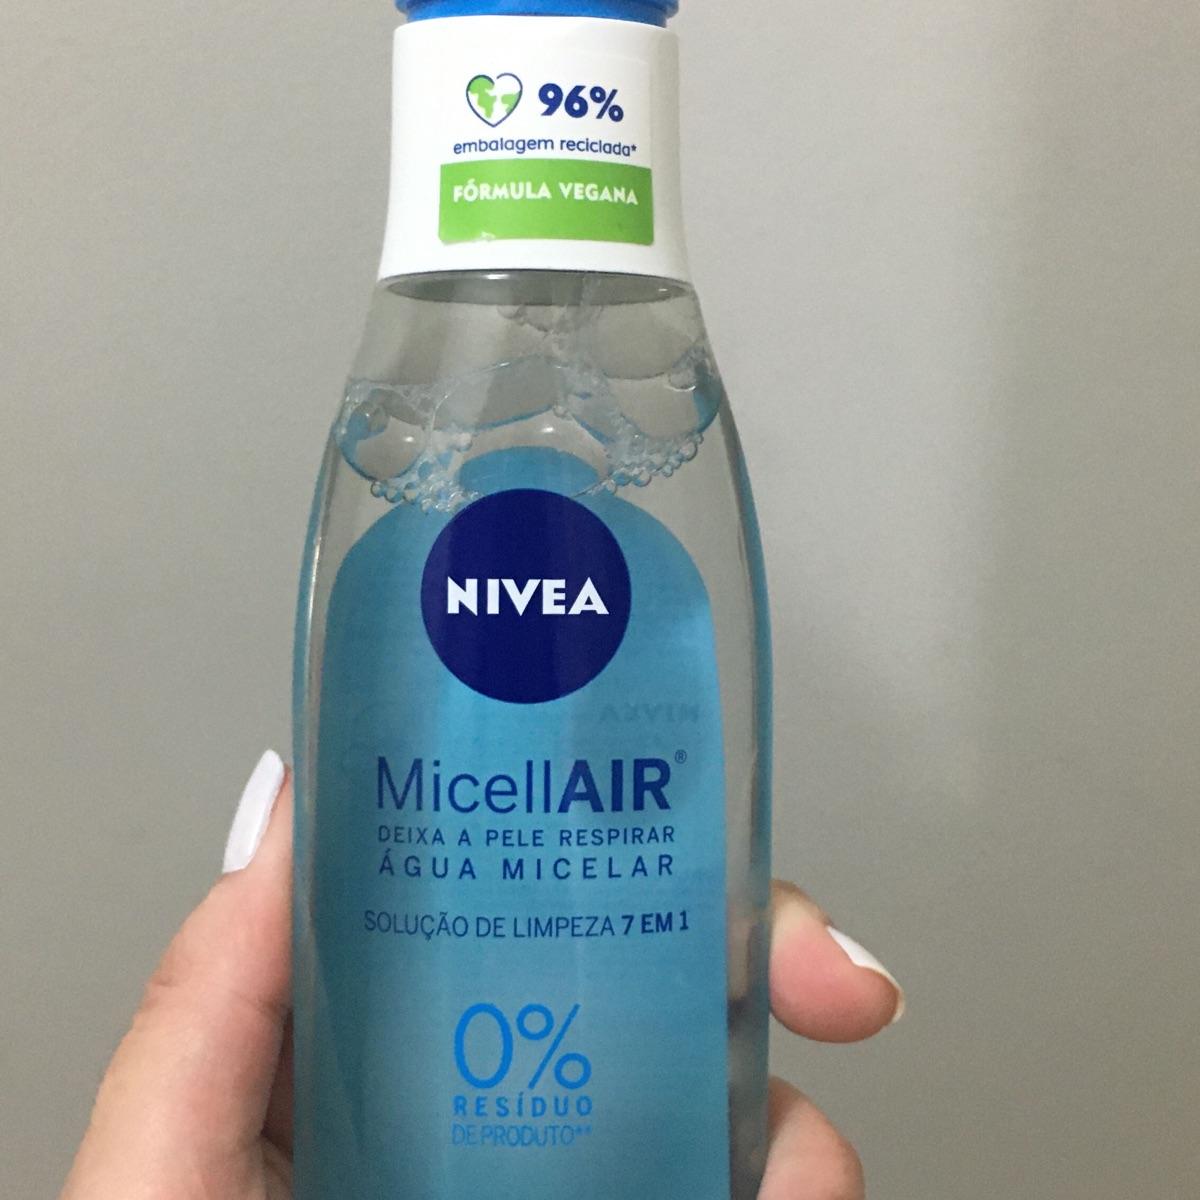 96%
embalagem reciclada*
FÓRMULA VEGANA
NIVEA
MicellAIR®
DEIXA A PELE RESPIRAR
ÁGUA MICELAR
SOLUÇÃO DE LIMPEZA 7 EM 1
0%
RESÍDUO
DE PRODUTO**